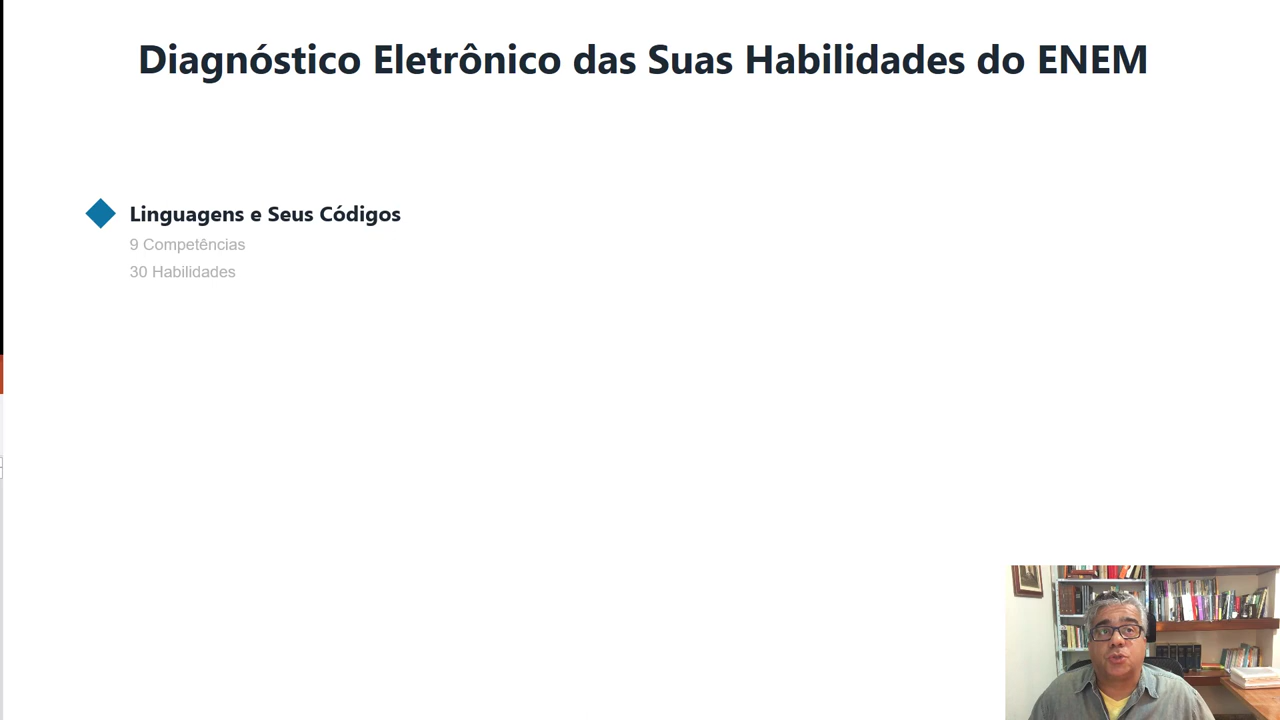 Diagnóstico Eletrônico das Suas Habilidades do ENEM
Linguagens e Seus Códigos
9 Competências
30 Habilidades